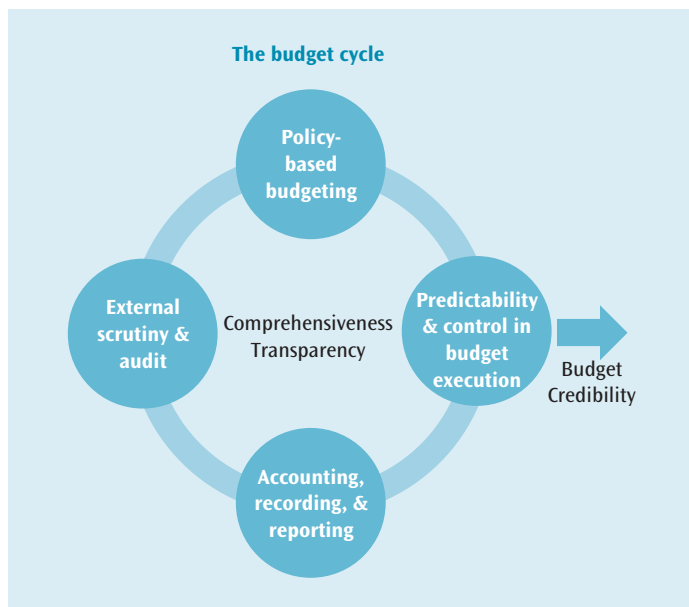 The budget cycle
Policy-
based
budgeting
External
scrutiny &
audit
Comprehensiveness
Transparency
Predictability
& control in
budget
execution
Budget
Credibility
Accounting,
recording, &
reporting